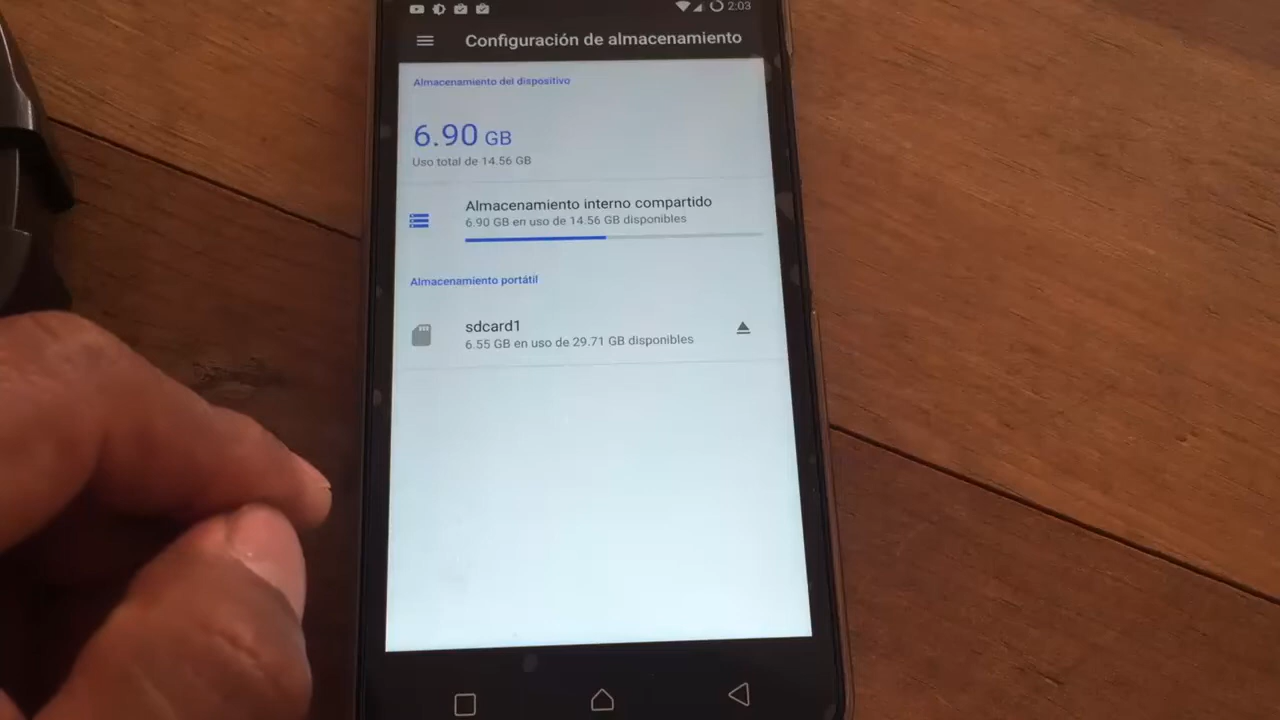 2:03
Configuración de almacenamiento
Almacenamiento del dispositivo
6.90 GB
Uso total de 14.56 GB
Almacenamiento interno compartido
6.90 GB en uso de 14.56 GB disponibles
Almacenamiento portátil
sdcard1
6.55 GB en uso de 29.71 GB disponibles